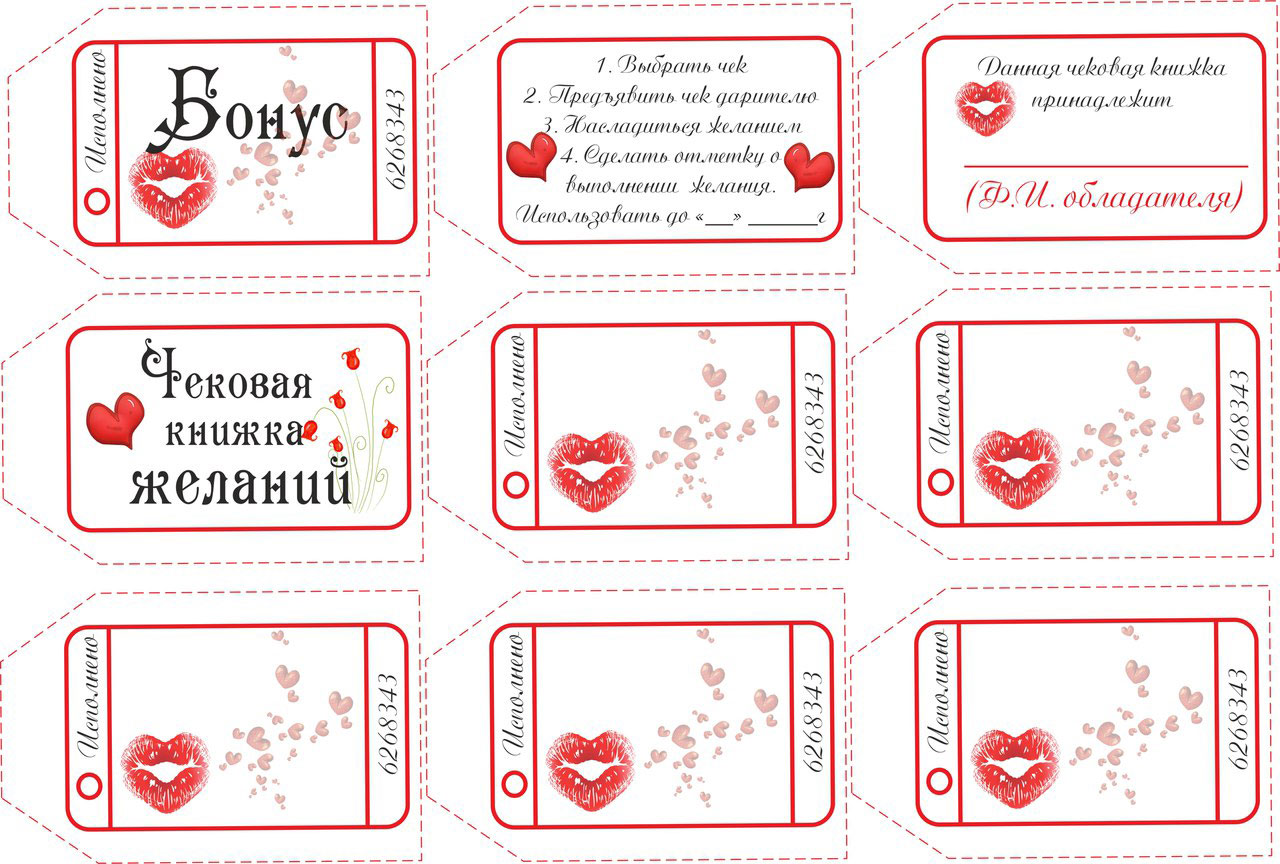 Исполнено
Бонус
6268343
1. Выбрать чек
2. Предъявить чек дарителю
3. Насладиться желанием
4. Сделать отметку о
выполнении желания.
Использовать до «__» ______г
Данная чековая книжка
принадлежит
(Ф.И. обладателя)
Чековая
книжка
желаний
Исполнено
6268343
Исполнено
6268343
Исполнено
6268343
Исполнено
6268343
Исполнено
6268343